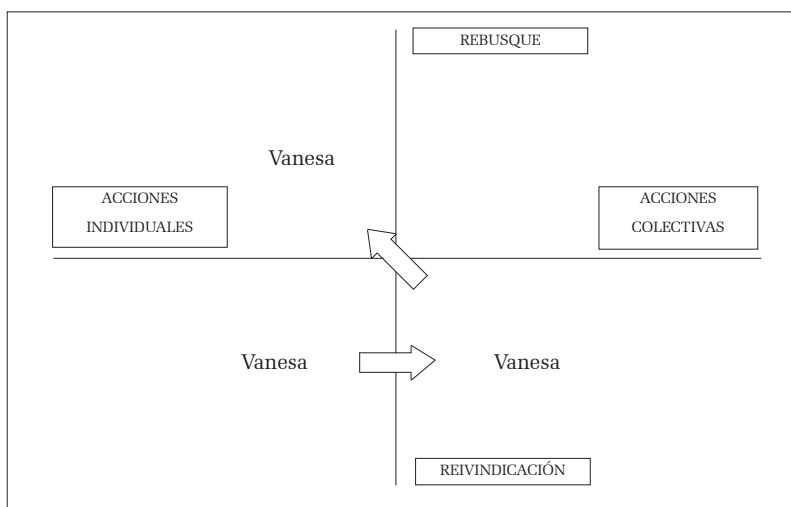 REBUSQUE
Vanesa
ACCIONES
INDIVIDUALES
ACCIONES
COLECTIVAS
Vanesa
Vanesa
REIVINDICACIÓN